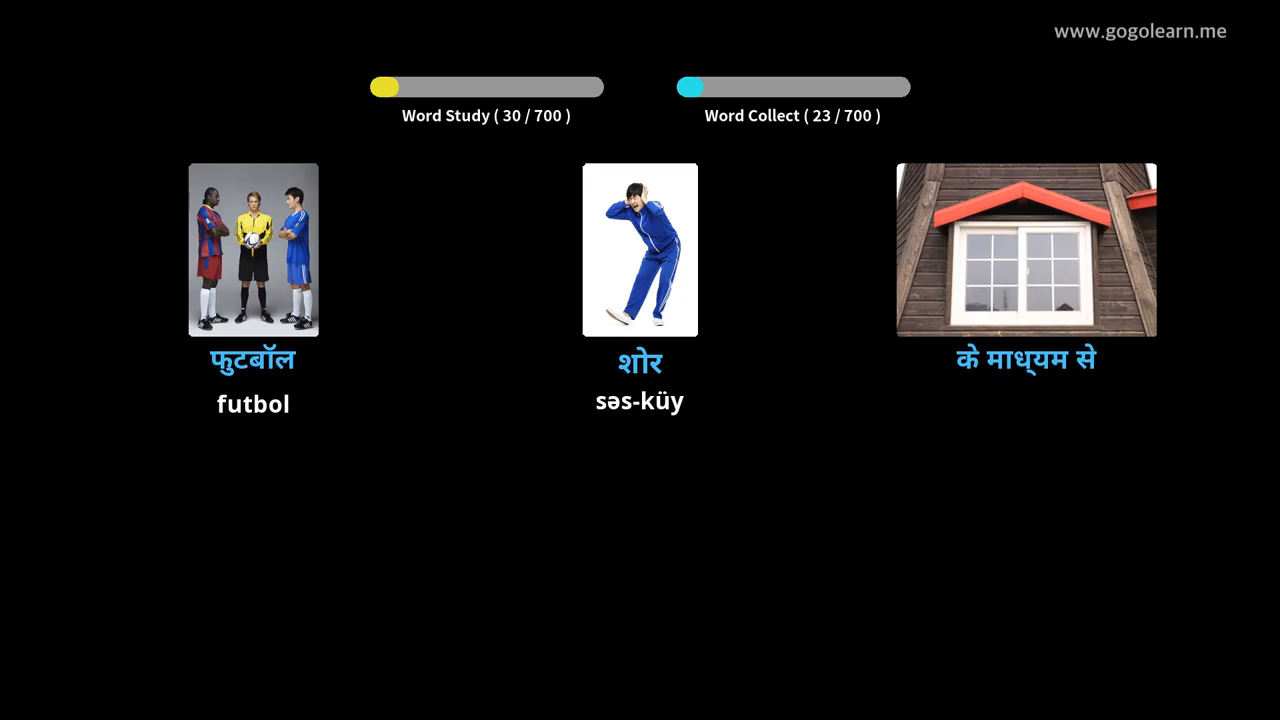 www.gogolearn.me
Word Study ( 30 / 700 )
Word Collect ( 23 / 700 )
फुटबॉल
शोर
के माध्यम से
futbol
səs-küy